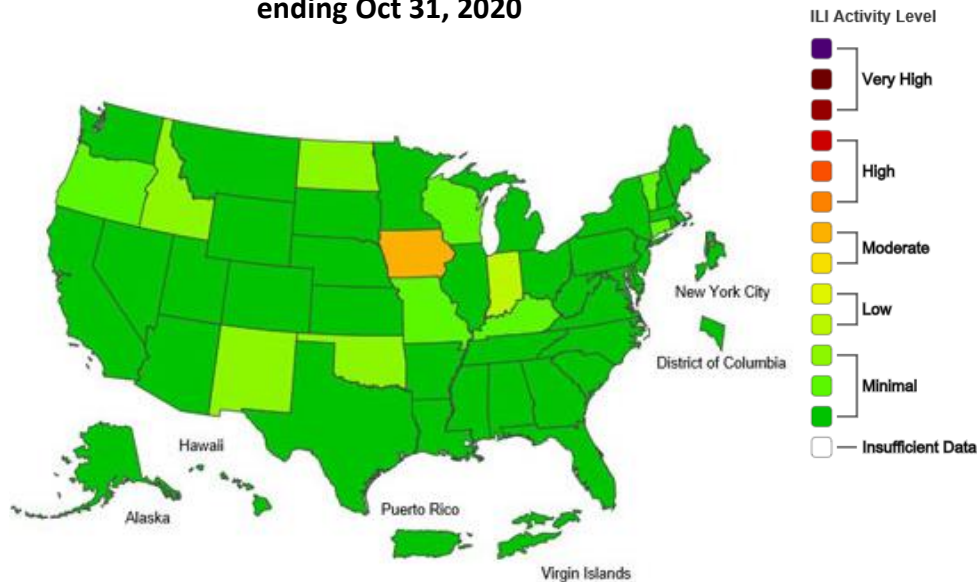 ending Oct 31, 2020
ILI Activity Level
Very High
High
Moderate
Low
Minimal
Insufficient Data
New York City
District of Columbia
Hawaii
Alaska
Puerto Rico
Virgin Islands